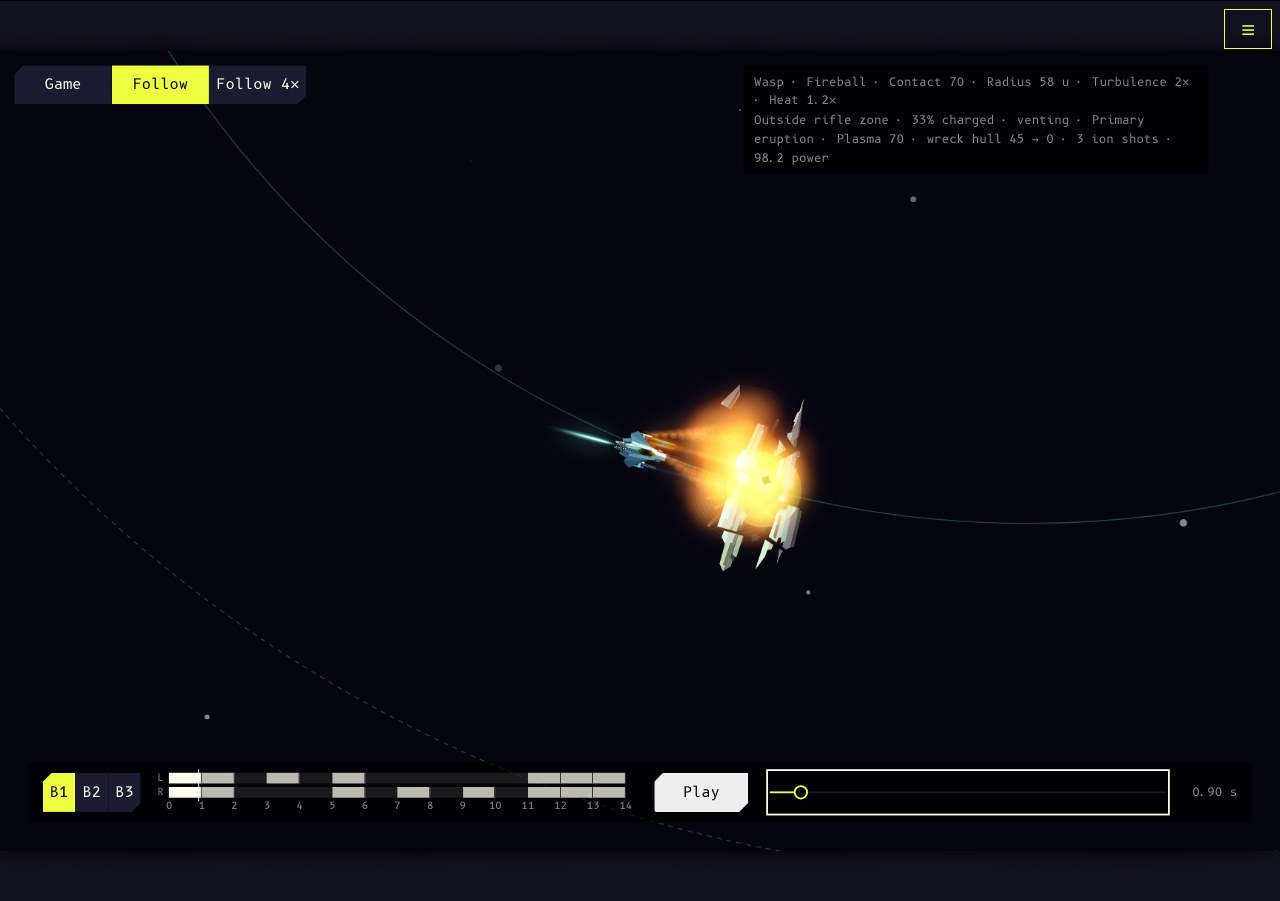 ≡
Game Follow Follow 4×
Wasp · Fireball · Contact 70 · Radius 58 u · Turbulence 2×
· Heat 1.2×
Outside rifle zone · 33% charged · venting · Primary
eruption · Plasma 70 · wreck hull 45 → 0 · 3 ion shots ·
98.2 power
B1 B2 B3
L
R
0 1 2 3 4 5 6 7 8 9 10 11 12 13 14
Play
0.90 s